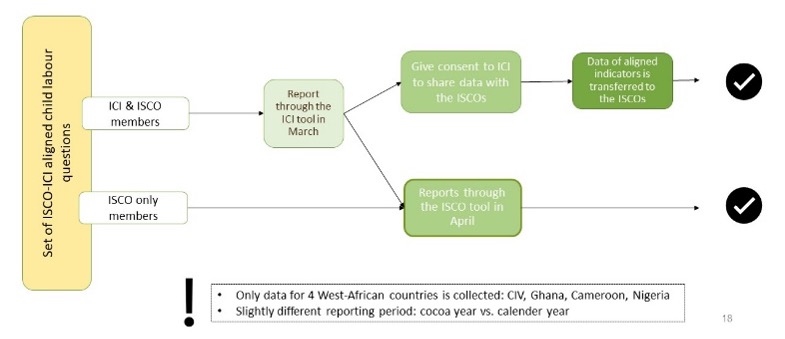 Set of ISCO-ICI aligned child labour
questions
ICI & ISCO
members
Report
through the
ICI tool in
March
Give consent to ICI
to share data with
the ISCOs
Data of aligned
indicators is
transferred to
the ISCOs
ISCO only
members
Reports through
the ISCO tool in
April
!
• Only data for 4 West-African countries is collected: CIV, Ghana, Cameroon, Nigeria
• Slightly different reporting period: cocoa year vs. calender year
18